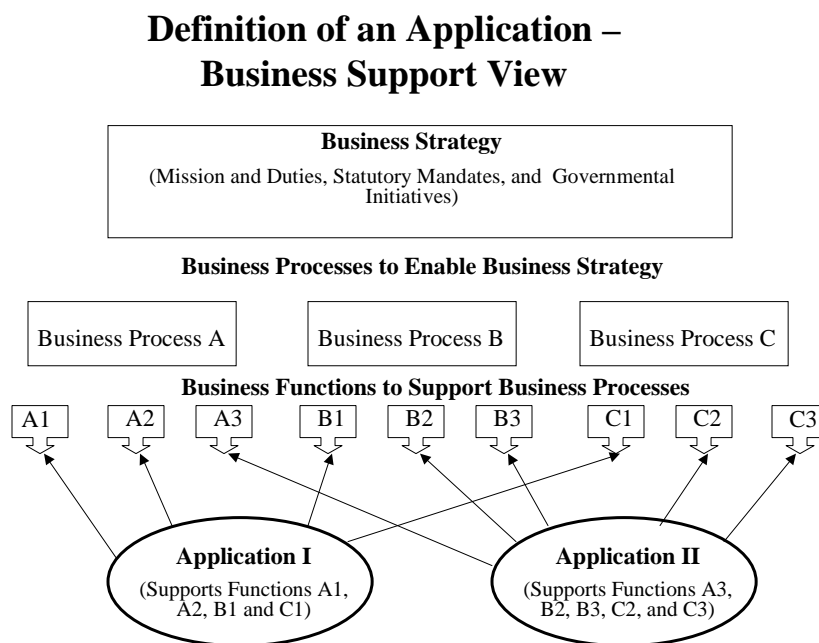 Definition of an Application –
Business Support View
Business Strategy
(Mission and Duties, Statutory Mandates, and Governmental
Initiatives)
Business Processes to Enable Business Strategy
Business Process A
Business Process B
Business Process C
Business Functions to Support Business Processes
A1
A2
A3
B1
B2
B3
C1
C2
C3
Application I
(Supports Functions A1,
A2, B1 and C1)
Application II
(Supports Functions A3,
B2, B3, C2, and C3)